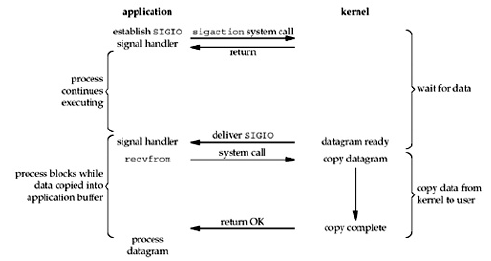 application kernel
establish SIGIO sigaction system call
signal handler return
process
continues
executing
wait for data
signal handler deliver SIGIO datagram ready
recvfrom system call copy datagram
process blocks while
data copied into
application buffer
copy data from
kernel to user
return OK copy complete
process
datagram